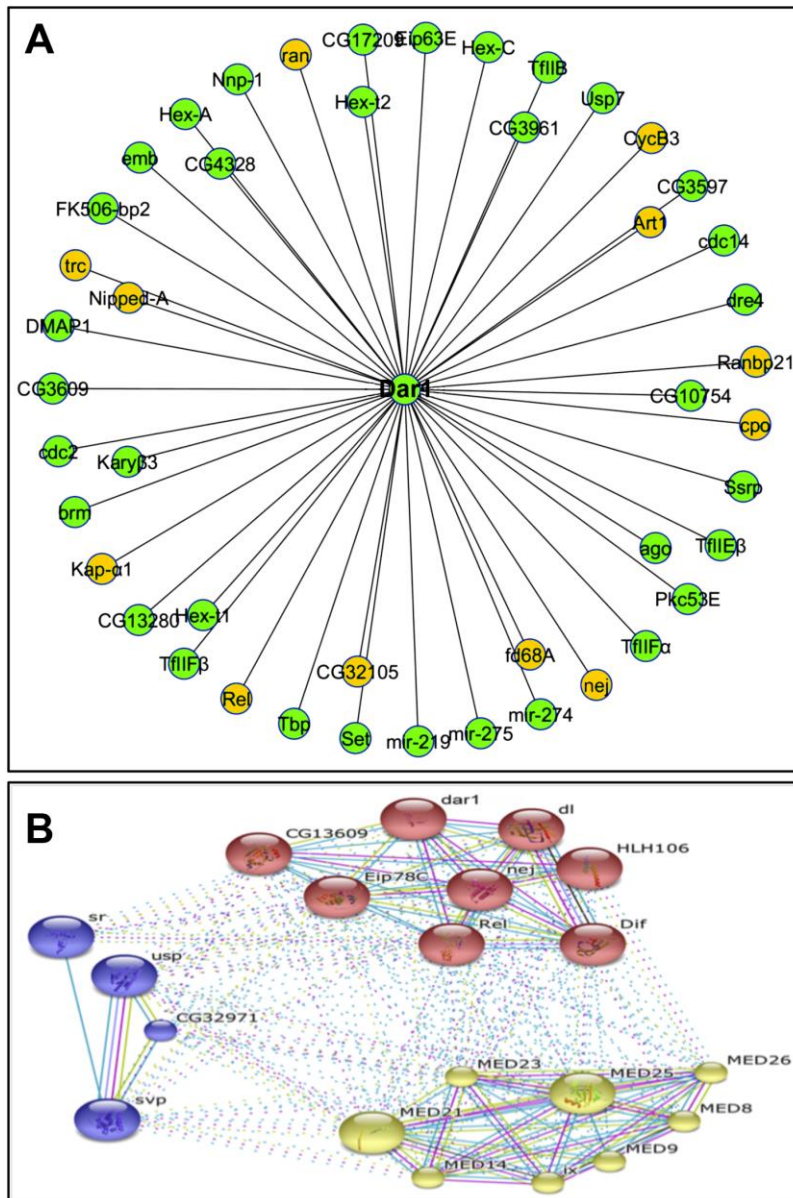 A
CG17209
Eip63E
Hex-C
ran
TfIIB
Nnp-1
Usp7
Hex-t2
Hex-A
CG3961
CycB3
emb
CG4328
CG3597
FK506-bp2
Art1
cdc14
trc
Nipped-A
dre4
DMAP1
Ranbp21
CG3609
Dar1
CG10754
cpo
cdc2
Karyβ3
Ssrp
brm
ago
TfIIEβ
Kap-α1
Pkc53E
CG13280
Hex-t1
TfIIFα
TfIIFβ
CG32105
fd68A
Rel
nej
Tbp
Set
mir-219
mir-275
mir-274
B
dar1
dl
CG13609
HLH106
Eip78C
nej
sr
Rel
Dif
usp
CG32971
MED23
MED25
MED26
svp
MED21
MED8
MED14
ix
MED9